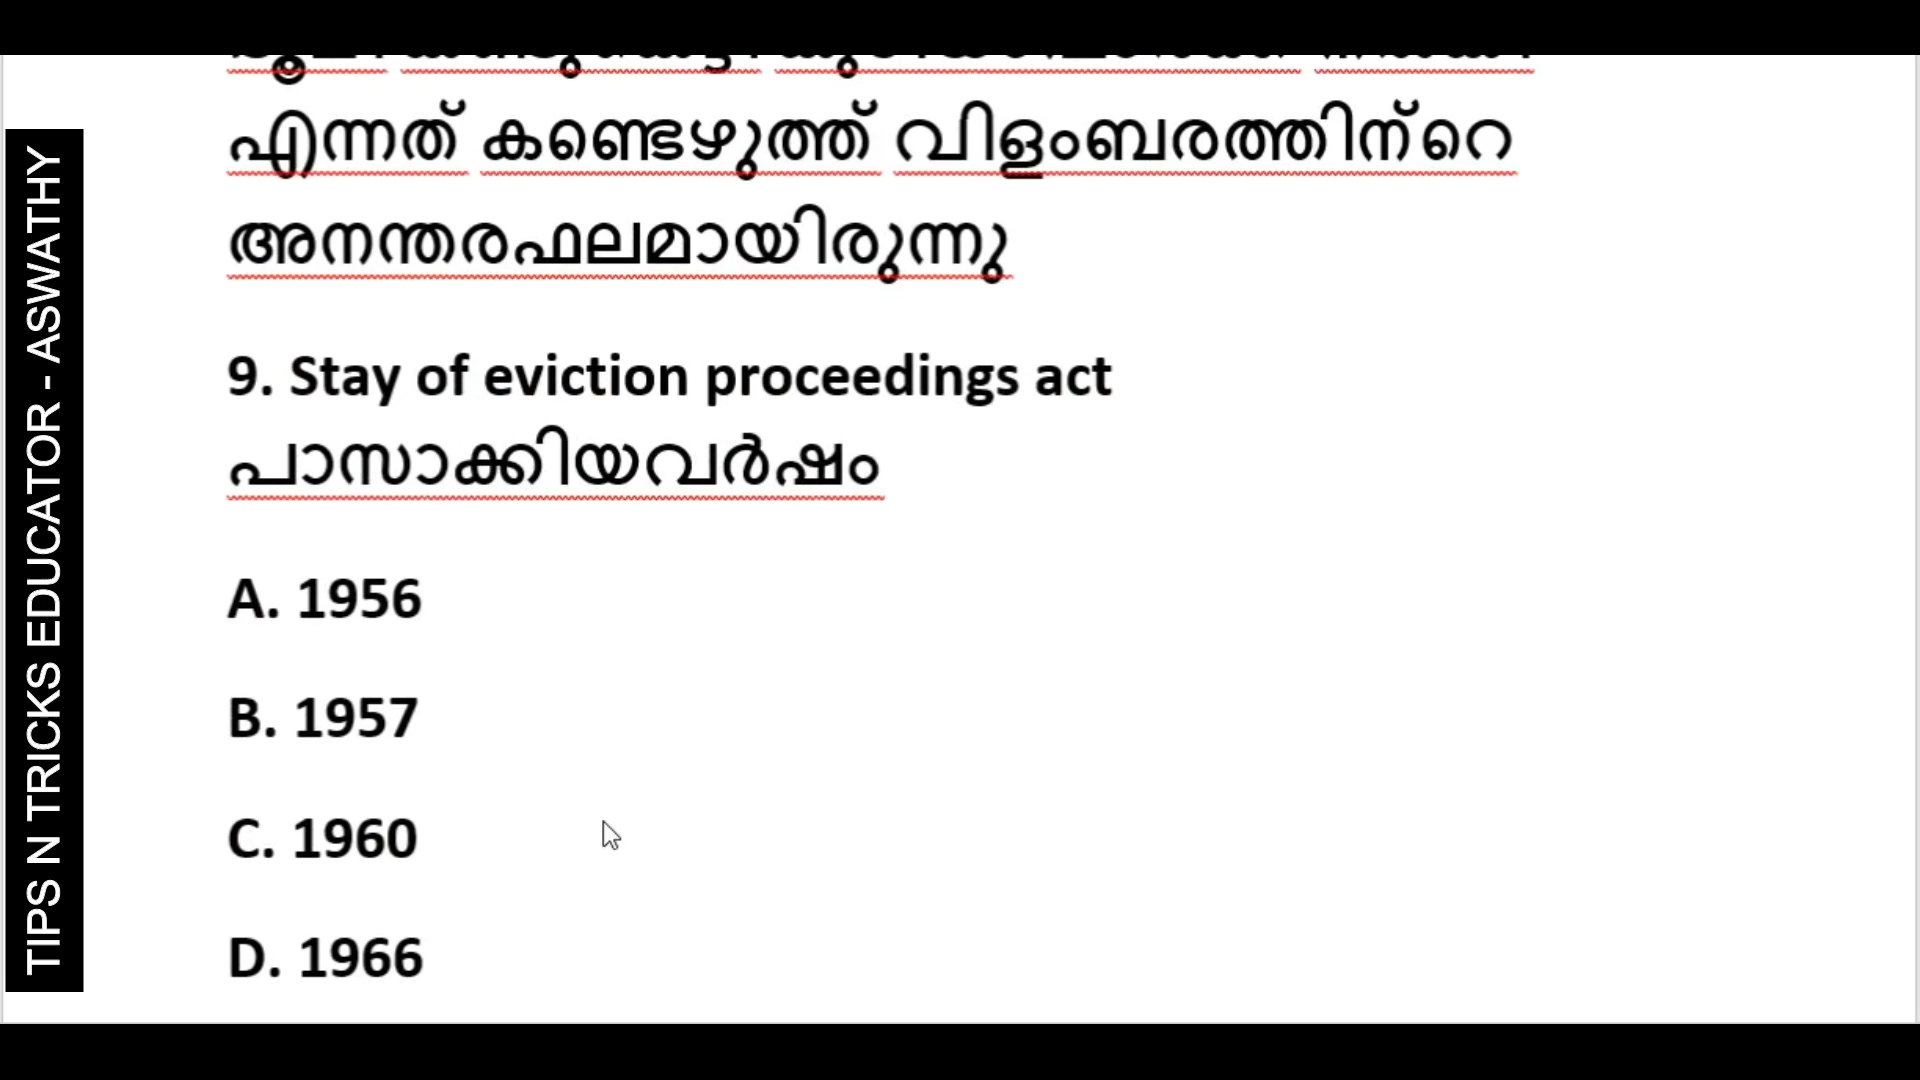 എന്നത് കണ്ടെഴുത്ത് വിളംബരത്തിന്റെ
അനന്തരഫലമായിരുന്നു
9. Stay of eviction proceedings act
പാസാക്കിയവർഷം
A. 1956
B. 1957
C. 1960
D. 1966
TIPS N TRICKS EDUCATOR - ASWATHY